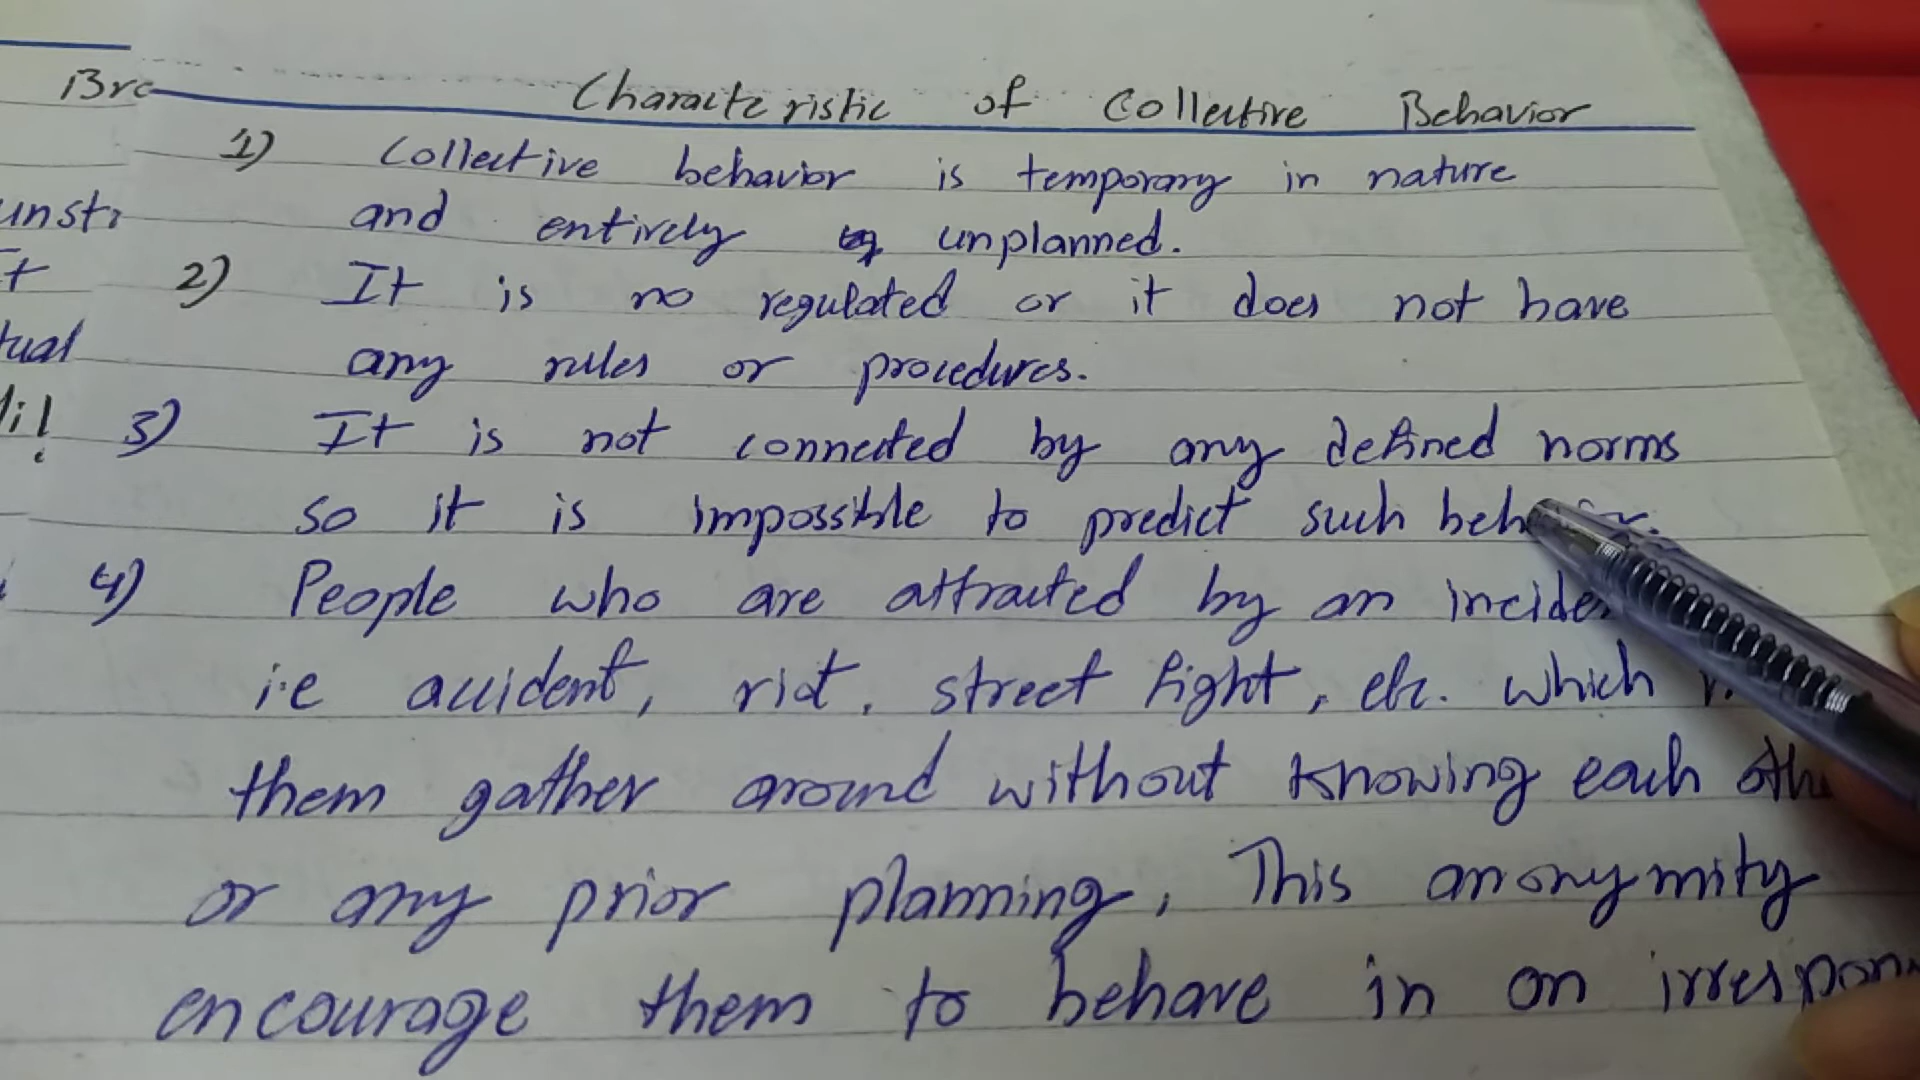 Characteristic of Collective Behavior
1) Collective behavior is temporary in nature
and entirely unplanned.
2) It is no regulated or it does not have
any rules or procedures.
3) It is not connected by any defined norms
so it is impossible to predict such
4) People who are attracted by an
i.e accident, riot, street fight, etc. which
them gather around without knowing each
or any prior planning, This anonymity
encourage them to behave in an